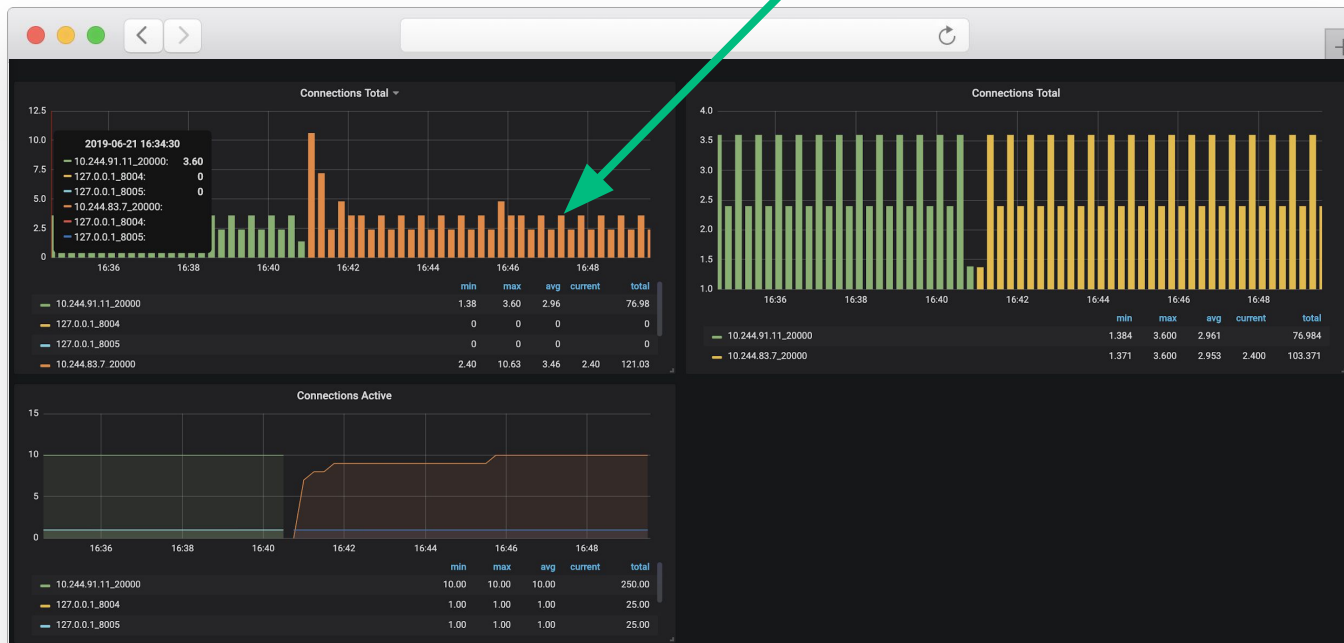 Connections Total
12.5
10.0
7.5
5.0
2.5
0
2019-06-21 16:34:30
10.244.91.11_20000: 3.60
127.0.0.1_8004: 0
127.0.0.1_8005: 0
10.244.83.7_20000:
127.0.0.1_8004:
127.0.0.1_8005:
16:36 16:38 16:40 16:42 16:44 16:46 16:48
min max avg current total
10.244.91.11_20000 1.38 3.60 2.96 76.98
127.0.0.1_8004 0 0 0 0
127.0.0.1_8005 0 0 0 0
10.244.83.7_20000 2.40 10.63 3.46 2.40 121.03
Connections Total
4.0
3.5
3.0
2.5
2.0
1.5
1.0
16:36 16:38 16:40 16:42 16:44 16:46 16:48
min max avg current total
10.244.91.11_20000 1.384 3.600 2.961 76.984
10.244.83.7_20000 1.371 3.600 2.953 2.400 103.371
Connections Active
15
10
5
0
16:36 16:38 16:40 16:42 16:44 16:46 16:48
min max avg current total
10.244.91.11_20000 10.00 10.00 10.00 250.00
127.0.0.1_8004 1.00 1.00 1.00 25.00
127.0.0.1_8005 1.00 1.00 1.00 25.00